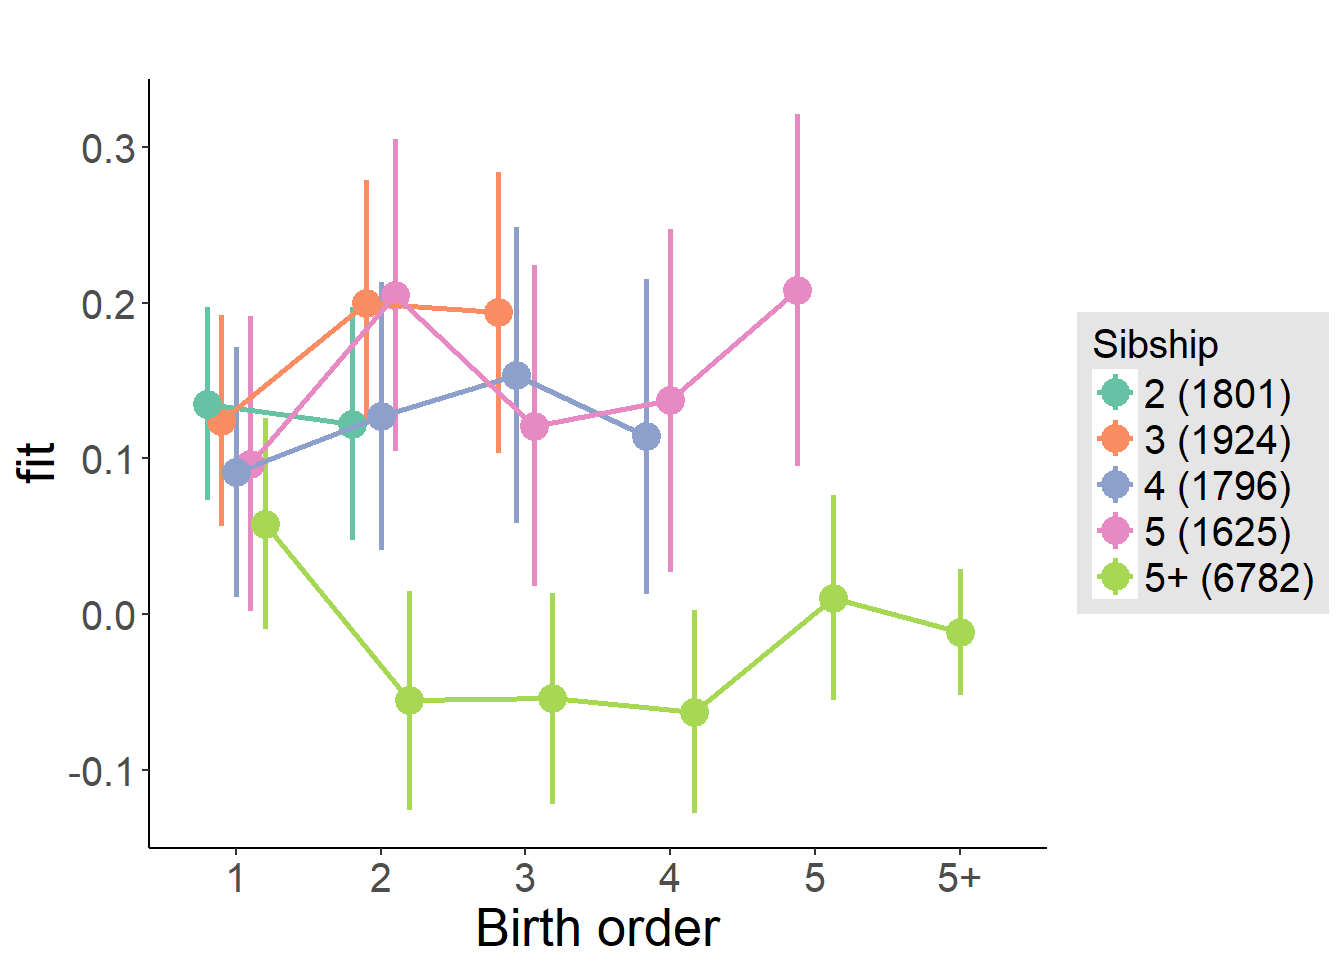 0.3
0.2
0.1
0.0
-0.1
fit
1 2 3 4 5 5+
Birth order
Sibship
2 (1801)
3 (1924)
4 (1796)
5 (1625)
5+ (6782)